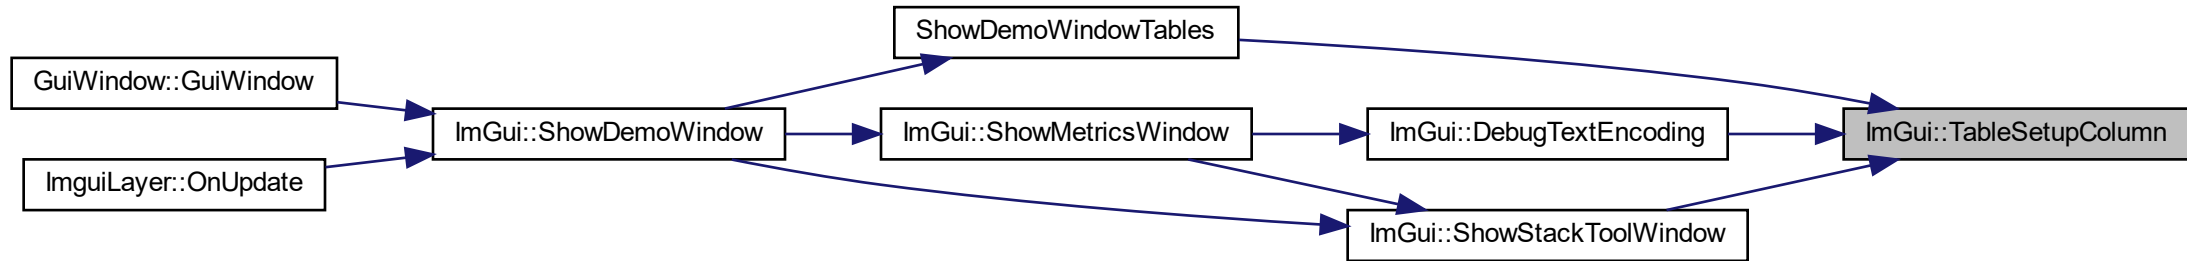 ShowDemoWindowTables
GuiWindow::GuiWindow
ImGui::ShowDemoWindow
ImGui::ShowMetricsWindow
ImGui::DebugTextEncoding
ImGui::TableSetupColumn
ImguiLayer::OnUpdate
ImGui::ShowStackToolWindow